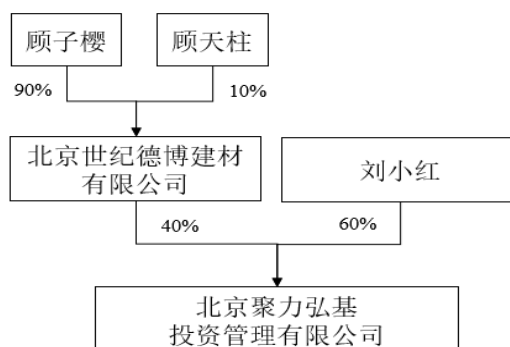 顾子樱
顾天柱
90%
10%
北京世纪德博建材
有限公司
刘小红
40%
60%
北京聚力弘基
投资管理有限公司